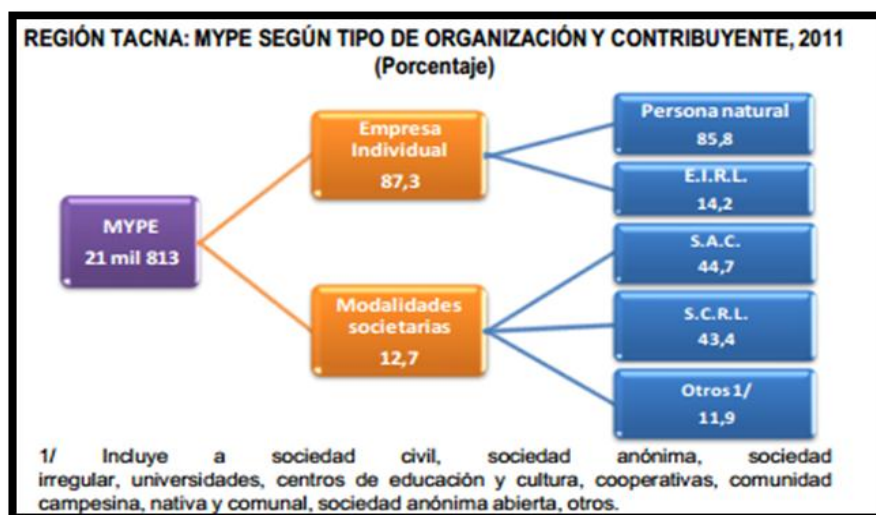 REGIÓN TACNA: MYPE SEGÚN TIPO DE ORGANIZACIÓN Y CONTRIBUYENTE, 2011
(Porcentaje)
MYPE
21 mil 813
Empresa
Individual
87,3
Modalidades
societarias
12,7
Persona natural
85,8
E.I.R.L.
14,2
S.A.C.
44,7
S.C.R.L.
43,4
Otros 1/
11,9
1/ Incluye a sociedad civil, sociedad anónima, sociedad
irregular, universidades, centros de educación y cultura, cooperativas, comunidad
campesina, nativa y comunal, sociedad anónima abierta, otros.